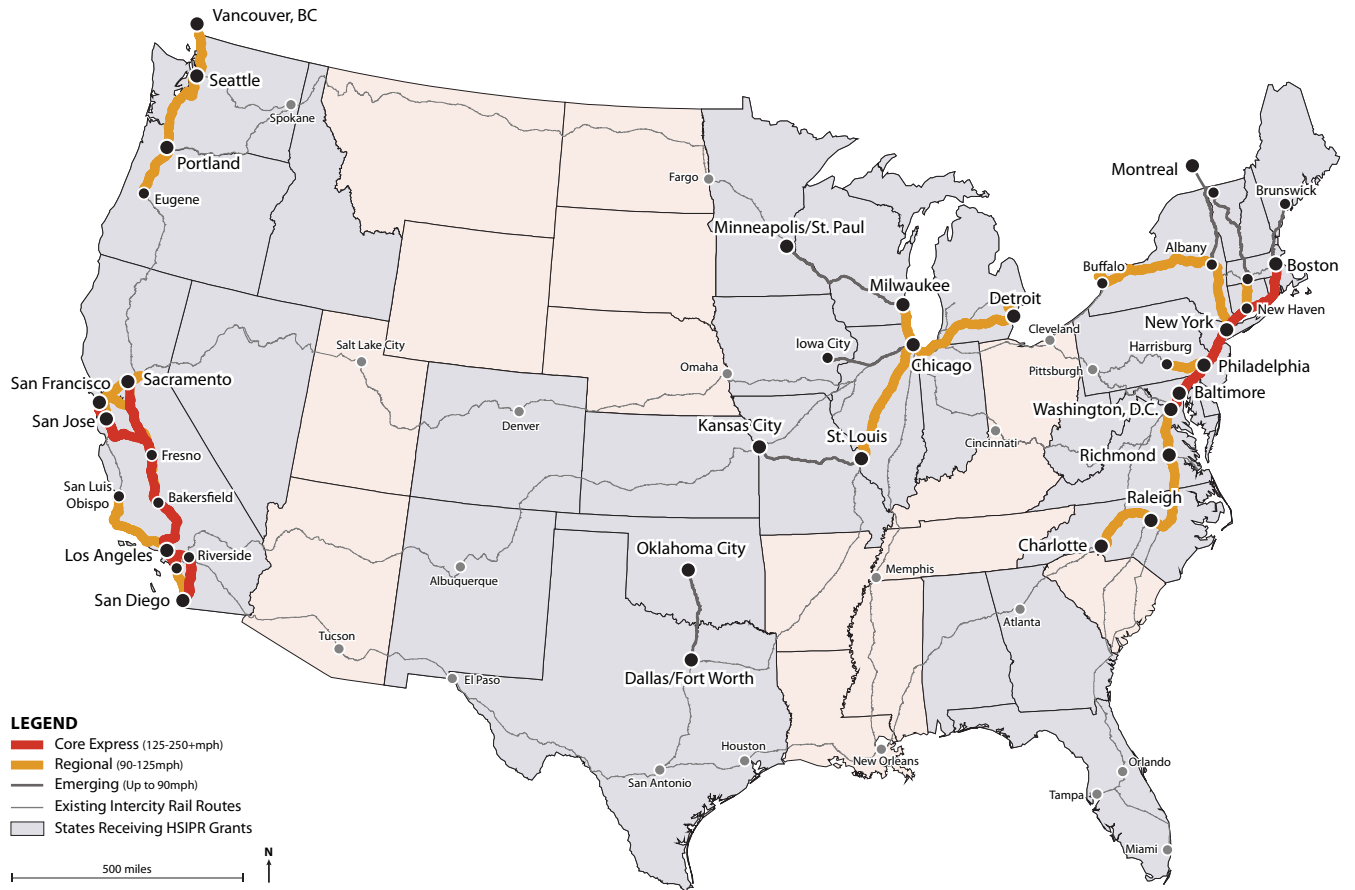 Vancouver, BC
Seattle
Spokane
Portland
Eugene
Fargo
Minneapolis/St. Paul
Montreal
Brunswick
Albany
Buffalo
Boston
Milwaukee
Detroit
New Haven
New York
Cleveland
Harrisburg
Salt Lake City
Iowa City
Chicago
Pittsburgh
Philadelphia
Omaha
Baltimore
San Francisco
Sacramento
Washington, D.C.
San Jose
Denver
Kansas City
St. Louis
Cincinnati
Fresno
Richmond
San Luis
Obispo
Bakersfield
Raleigh
Los Angeles
Riverside
Oklahoma City
Charlotte
Albuquerque
Memphis
San Diego
Atlanta
Tucson
El Paso
Dallas/Fort Worth
Houston
New Orleans
San Antonio
Orlando
Tampa
Miami
LEGEND
Core Express (125-250+mph)
Regional (90-125mph)
Emerging (Up to 90mph)
Existing Intercity Rail Routes
States Receiving HSIPR Grants
500 miles
N